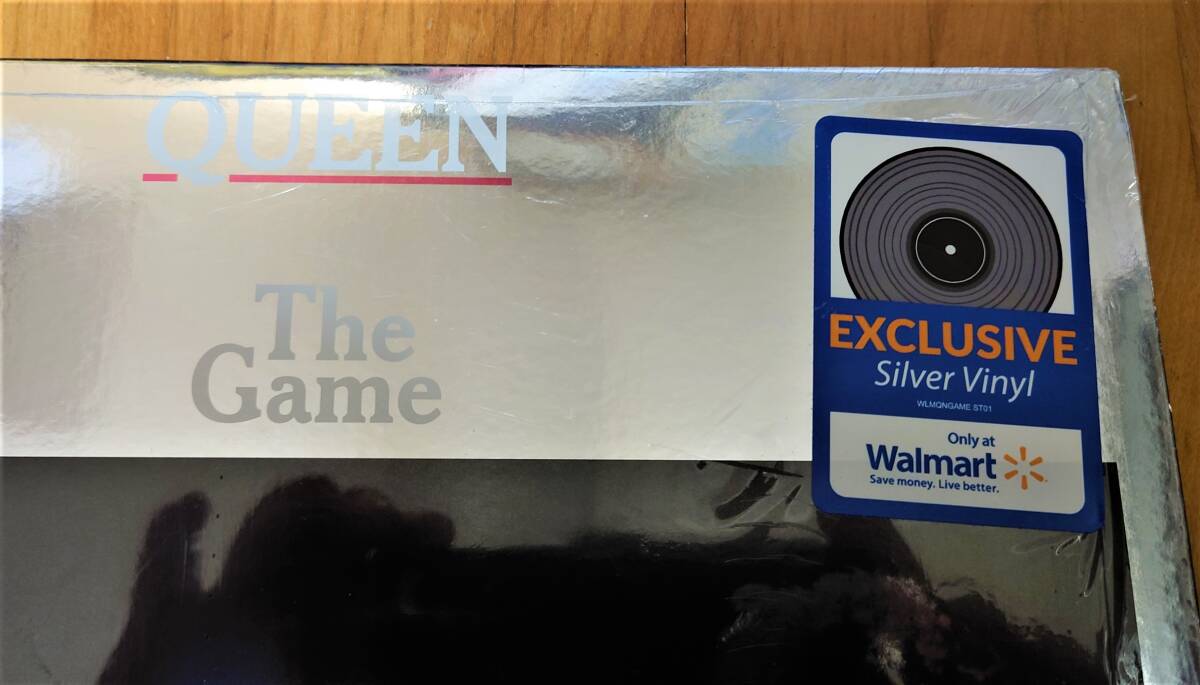 QUEEN
The
Game
EXCLUSIVE
Silver Vinyl
WLMQNGAME ST01
Only at
Walmart
Save money. Live better.